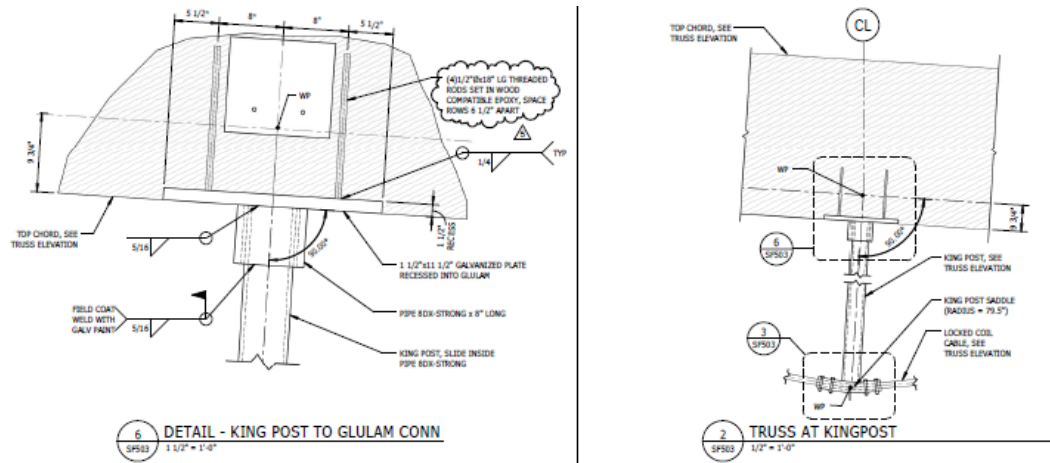 5 1/2"
8"
8"
5 1/2"
(4)1/2"Øx18" LG THREADED
RODS SET IN WOOD
COMPATIBLE EPOXY, SPACE
ROWS 6 1/2" APART
WP
1/4
TYP
9 3/4"
TOP CHORD, SEE
TRUSS ELEVATION
5/16
90.00°
1 1/2"
RECESS
1 1/2"x11 1/2" GALVANIZED PLATE
RECESSED INTO GLULAM
FIELD COAT
WELD WITH
GALV PAINT
5/16
PIPE 8DX-STRONG x 8" LONG
KING POST, SLIDE INSIDE
PIPE 8DX-STRONG
6
SF503
DETAIL - KING POST TO GLULAM CONN
1 1/2" = 1'-0"
TOP CHORD, SEE
TRUSS ELEVATION
CL
WP
9 3/4"
90.00°
6
SF503
KING POST, SEE
TRUSS ELEVATION
KING POST SADDLE
(RADIUS = 79.5")
3
SF503
LOCKED COIL
CABLE, SEE
TRUSS ELEVATION
WP
2
SF503
TRUSS AT KINGPOST
1/2" = 1'-0"